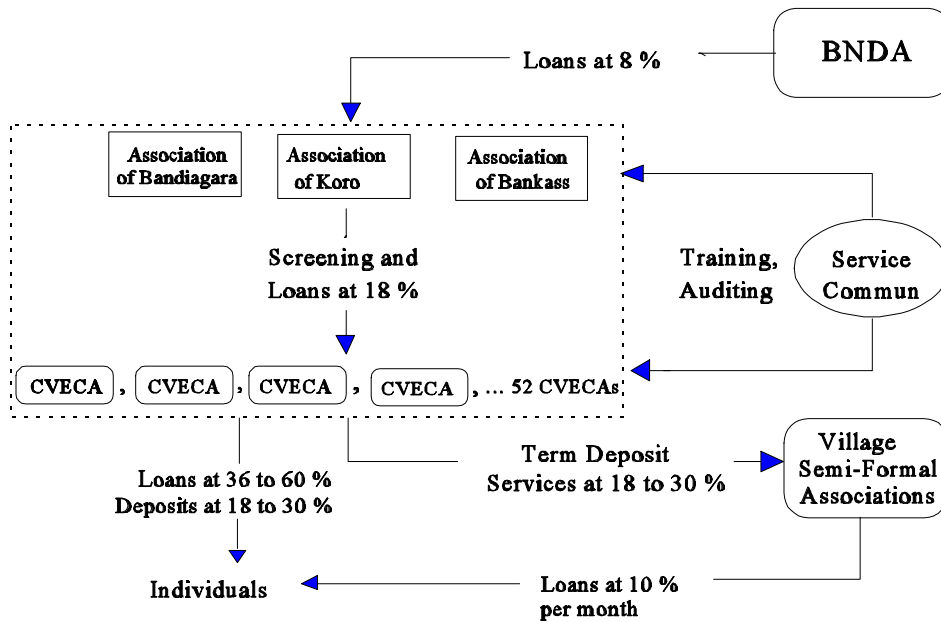 BNDA
Loans at 8 %
Association
of Bandiagara
Association
of Koro
Association
of Bankass
Screening and
Loans at 18 %
Training,
Auditing
Service
Commun
CVECA , CVECA , CVECA , CVECA , ... 52 CVECAs
Loans at 36 to 60 %
Deposits at 18 to 30 %
Term Deposit
Services at 18 to 30 %
Village
Semi-Formal
Associations
Individuals
Loans at 10 %
per month